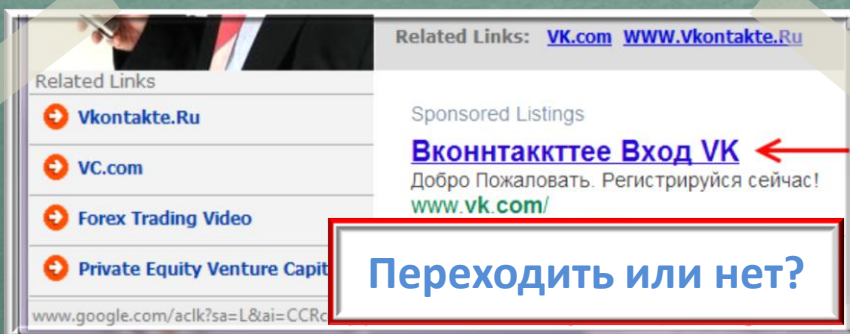 Related Links: VK.com WWW.Vkontakte.Ru
Related Links
Vkontakte.Ru
VC.com
Forex Trading Video
Private Equity Venture Capit
www.google.com/aclk?sa=L&ai=CCRc
Sponsored Listings
Вконнтаккттее Вход VK
Добро Пожаловать. Регистрируйся сейчас!
www.vk.com/
Переходить или нет?